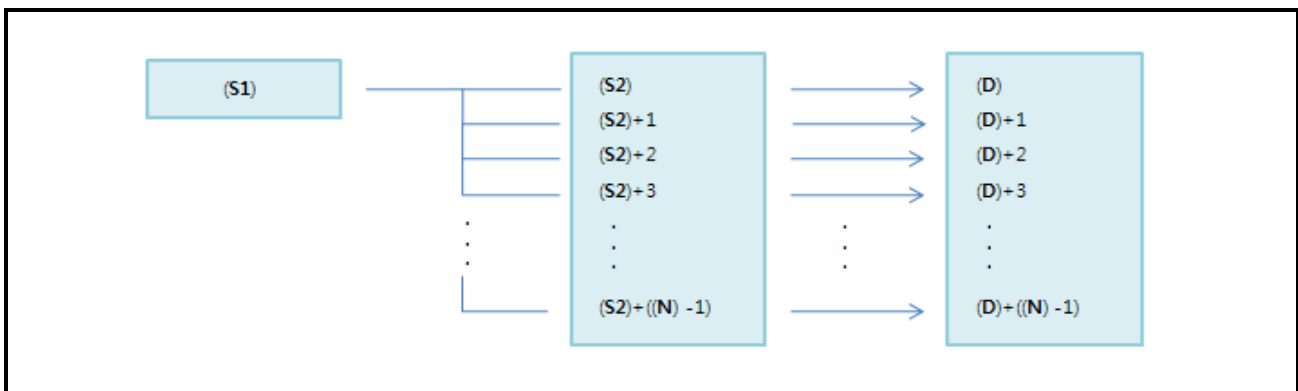 (S1)
(S2)
(S2)+1
(S2)+2
(S2)+3
.
.
.
(S2)+((N) -1)
(D)
(D)+1
(D)+2
(D)+3
.
.
.
(D)+((N) -1)